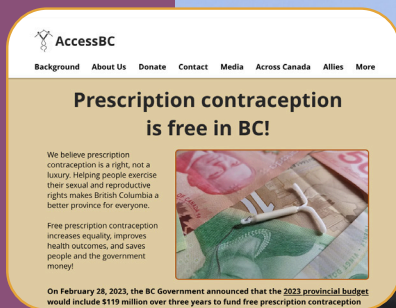 AccessBC
Background About Us Donate Contact Media Across Canada Allies More
Prescription contraception
is free in BC!
We believe prescription
contraception is a right, not a
luxury. Helping people exercise
their sexual and reproductive
rights makes British Columbia a
better province for everyone.
Free prescription contraception
increases equality, improves
health outcomes, and saves
people and the government
money!
On February 28, 2023, the BC Government announced that the 2023 provincial budget
would include $119 million over three years to fund free prescription contraception